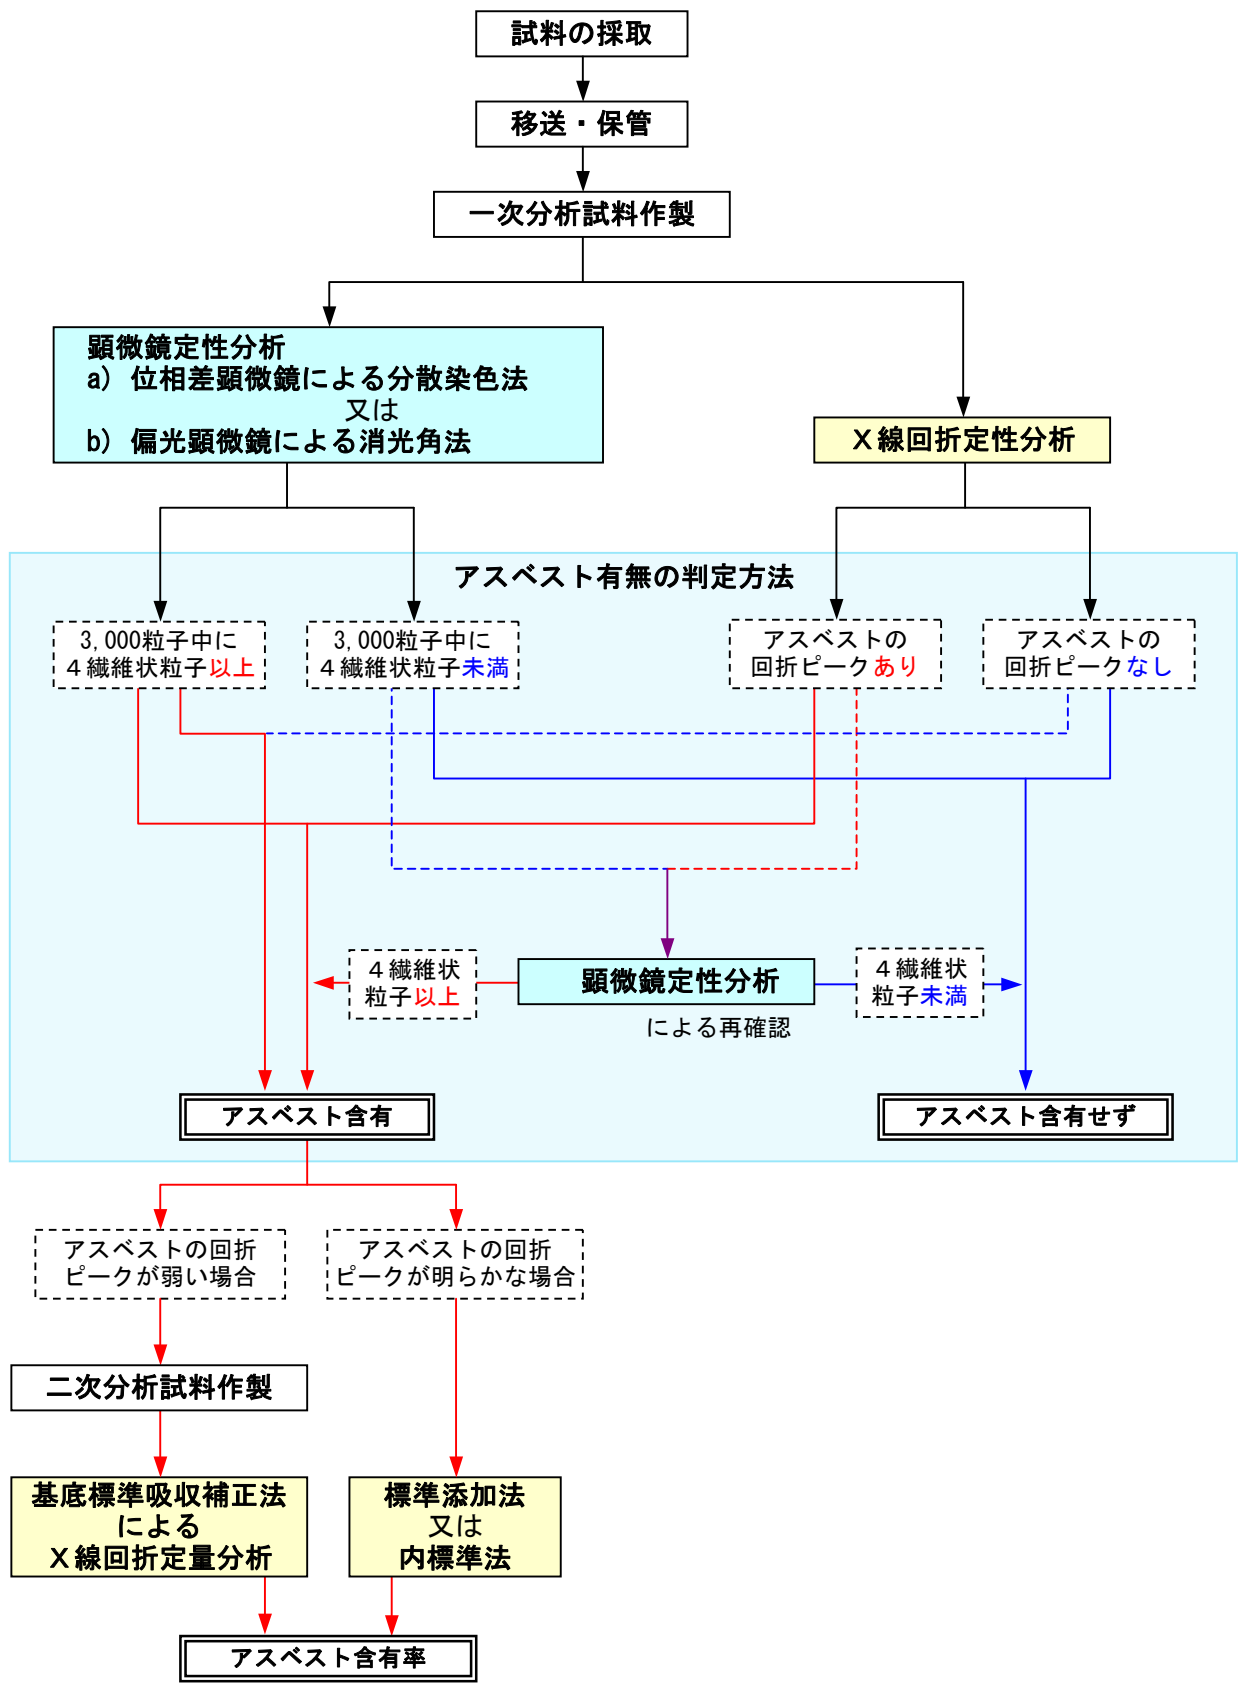 試料の採取
移送・保管
一次分析試料作製
顕微鏡定性分析
a) 位相差顕微鏡による分散染色法
又は
b) 偏光顕微鏡による消光角法
Ｘ線回折定性分析
アスベスト有無の判定方法
3,000粒子中に
４繊維状粒子以上
3,000粒子中に
４繊維状粒子未満
アスベストの
回折ピークあり
アスベストの
回折ピークなし
４繊維状
粒子以上
顕微鏡定性分析
による再確認
４繊維状
粒子未満
アスベスト含有
アスベスト含有せず
アスベストの回折
ピークが弱い場合
アスベストの回折
ピークが明らかな場合
二次分析試料作製
基底標準吸収補正法
による
Ｘ線回折定量分析
標準添加法
又は
内標準法
アスベスト含有率